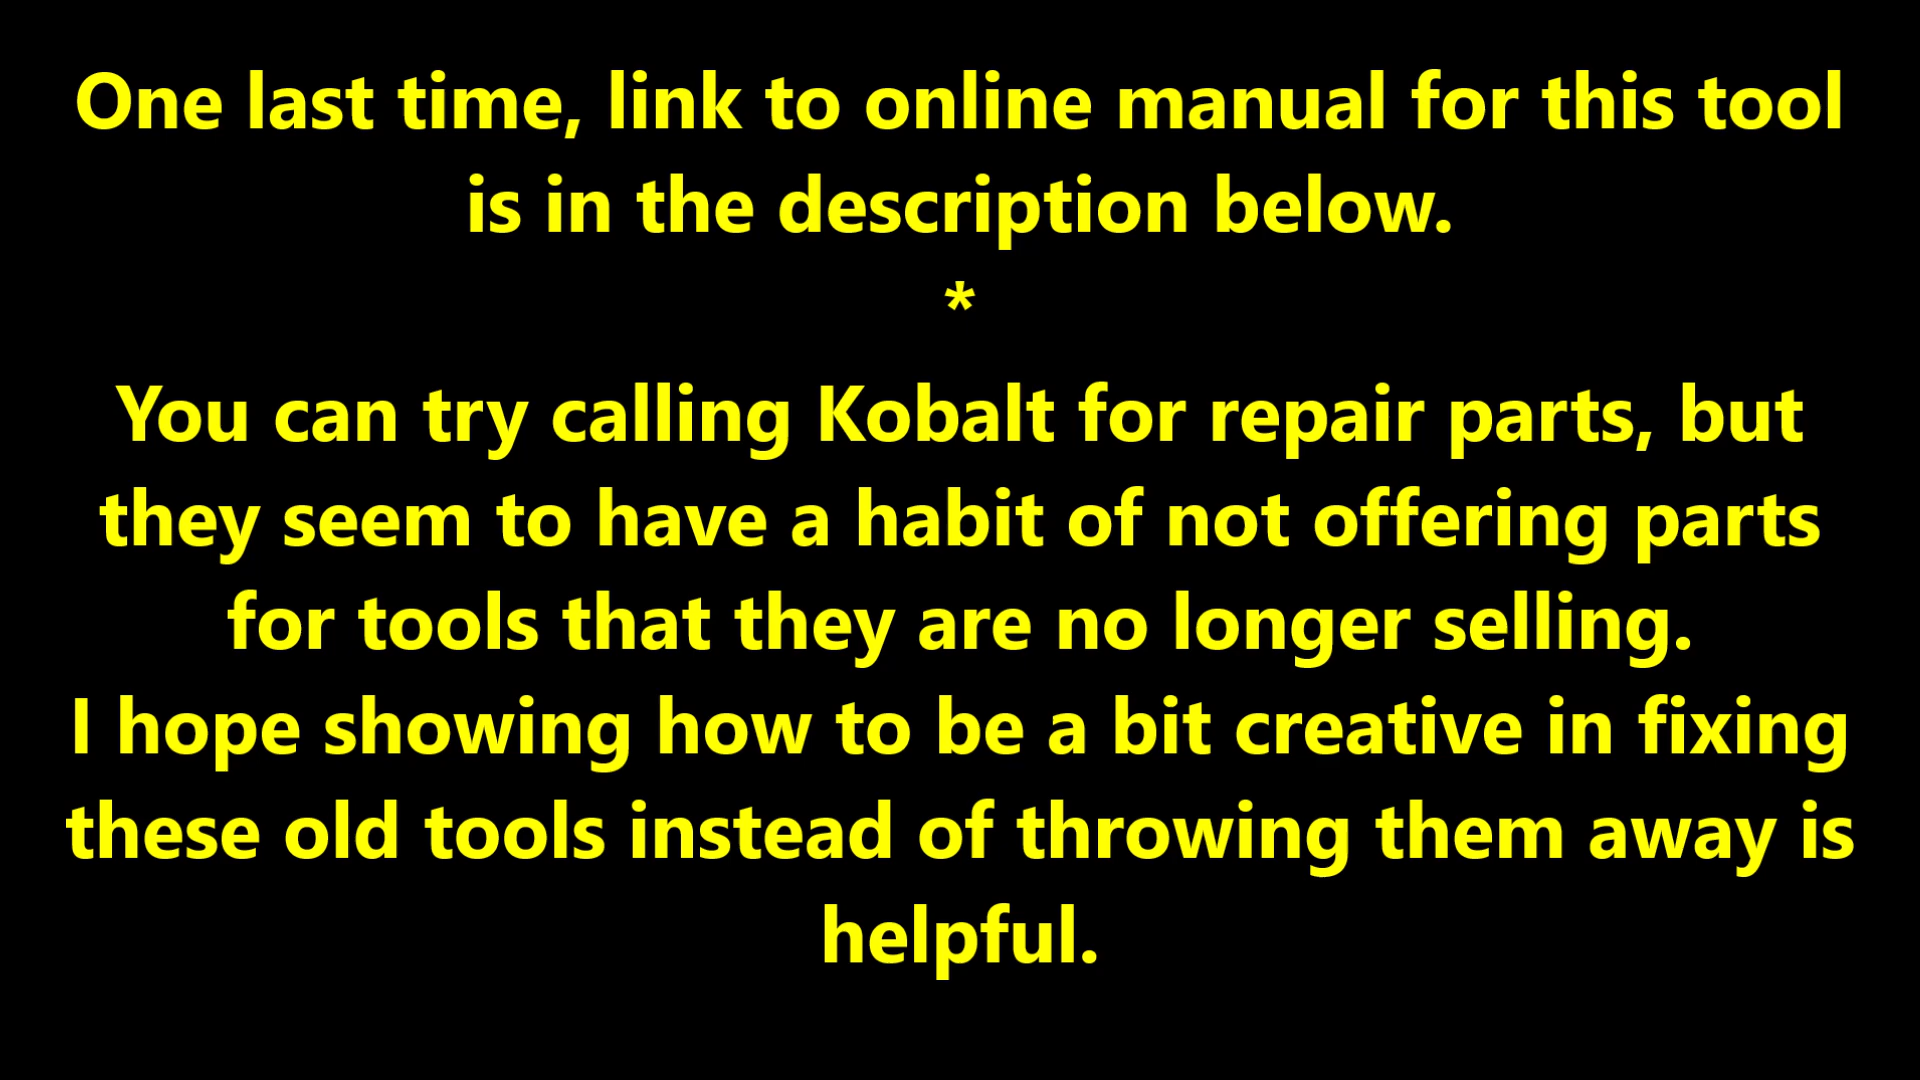 One last time, link to online manual for this tool
is in the description below.
*
You can try calling Kobalt for repair parts, but
they seem to have a habit of not offering parts
for tools that they are no longer selling.
I hope showing how to be a bit creative in fixing
these old tools instead of throwing them away is
helpful.